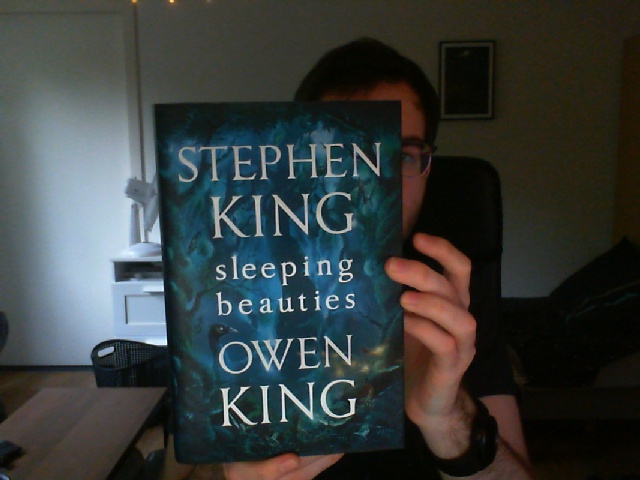 STEPHEN
KING
sleeping
beauties
OWEN
KING